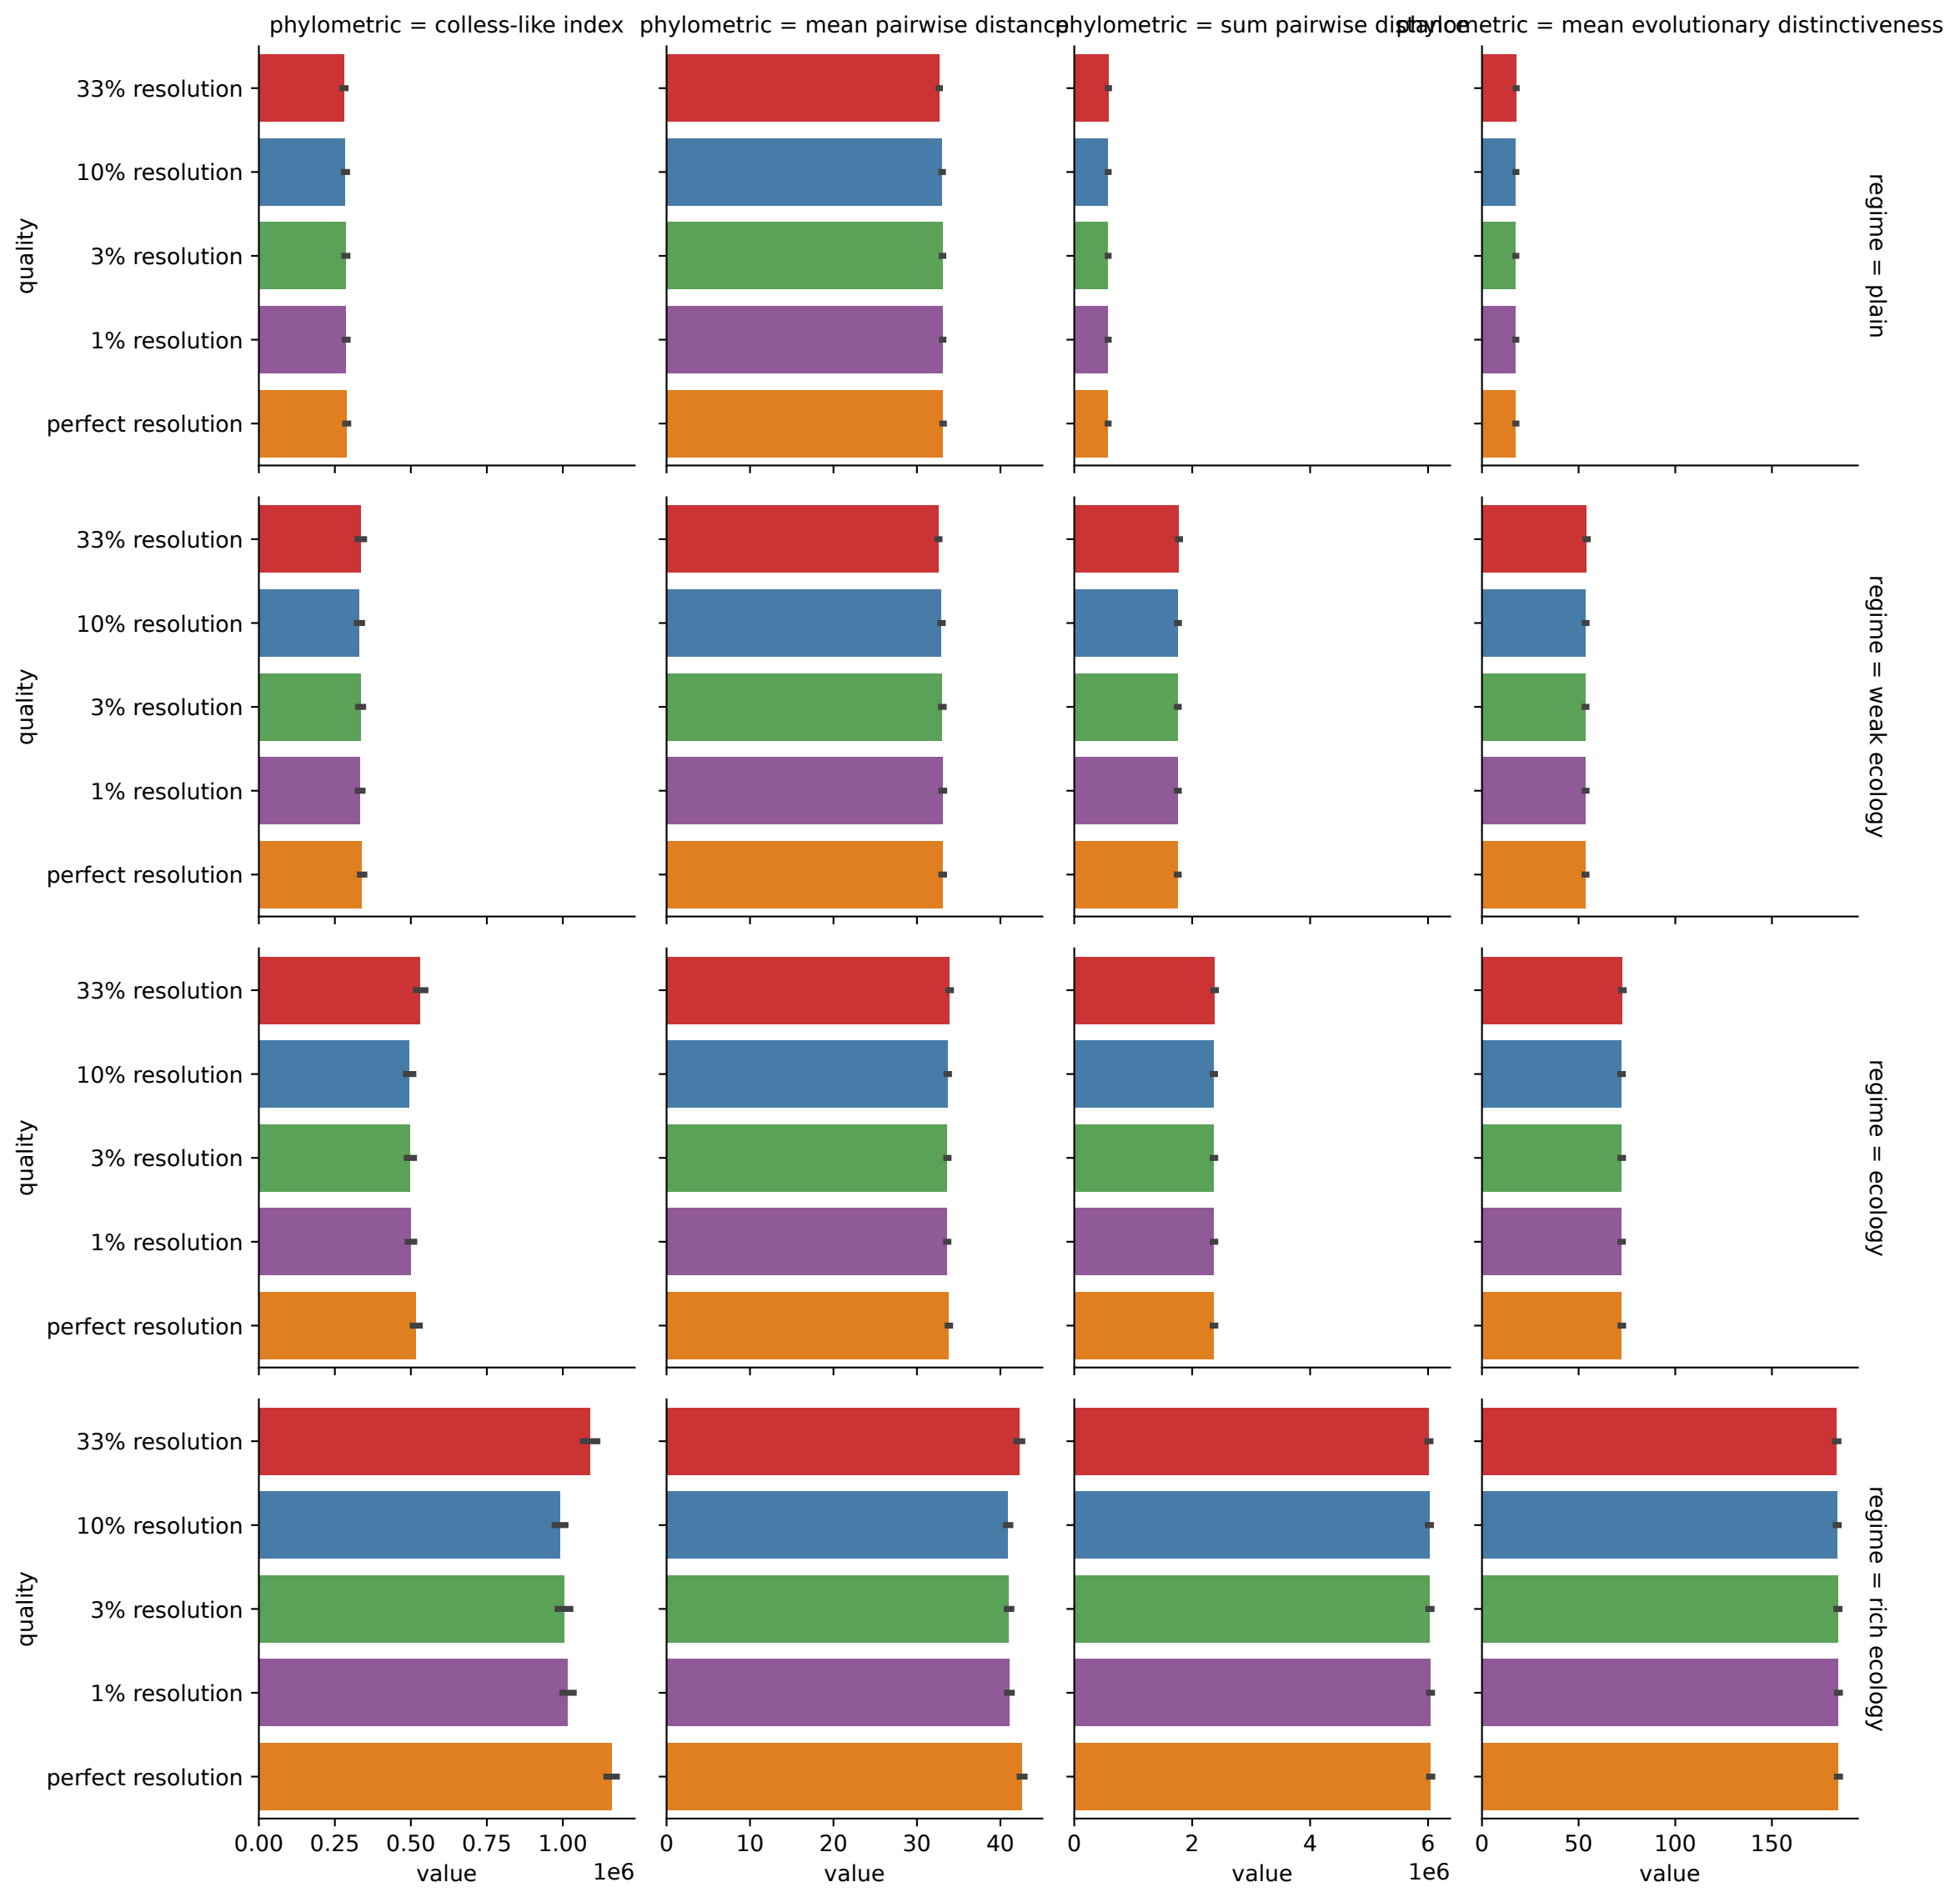 phylometric = colless-like index
phylometric = mean pairwise distance
phylometric = sum pairwise distance
phylometric = mean evolutionary distinctiveness
quality
33% resolution
10% resolution
3% resolution
1% resolution
perfect resolution
regime = plain
quality
33% resolution
10% resolution
3% resolution
1% resolution
perfect resolution
regime = weak ecology
quality
33% resolution
10% resolution
3% resolution
1% resolution
perfect resolution
regime = ecology
quality
33% resolution
10% resolution
3% resolution
1% resolution
perfect resolution
regime = rich ecology
0.00 0.25 0.50 0.75 1.00
1e6
value
0 10 20 30 40
value
0 2 4 6
1e6
value
0 50 100 150
value